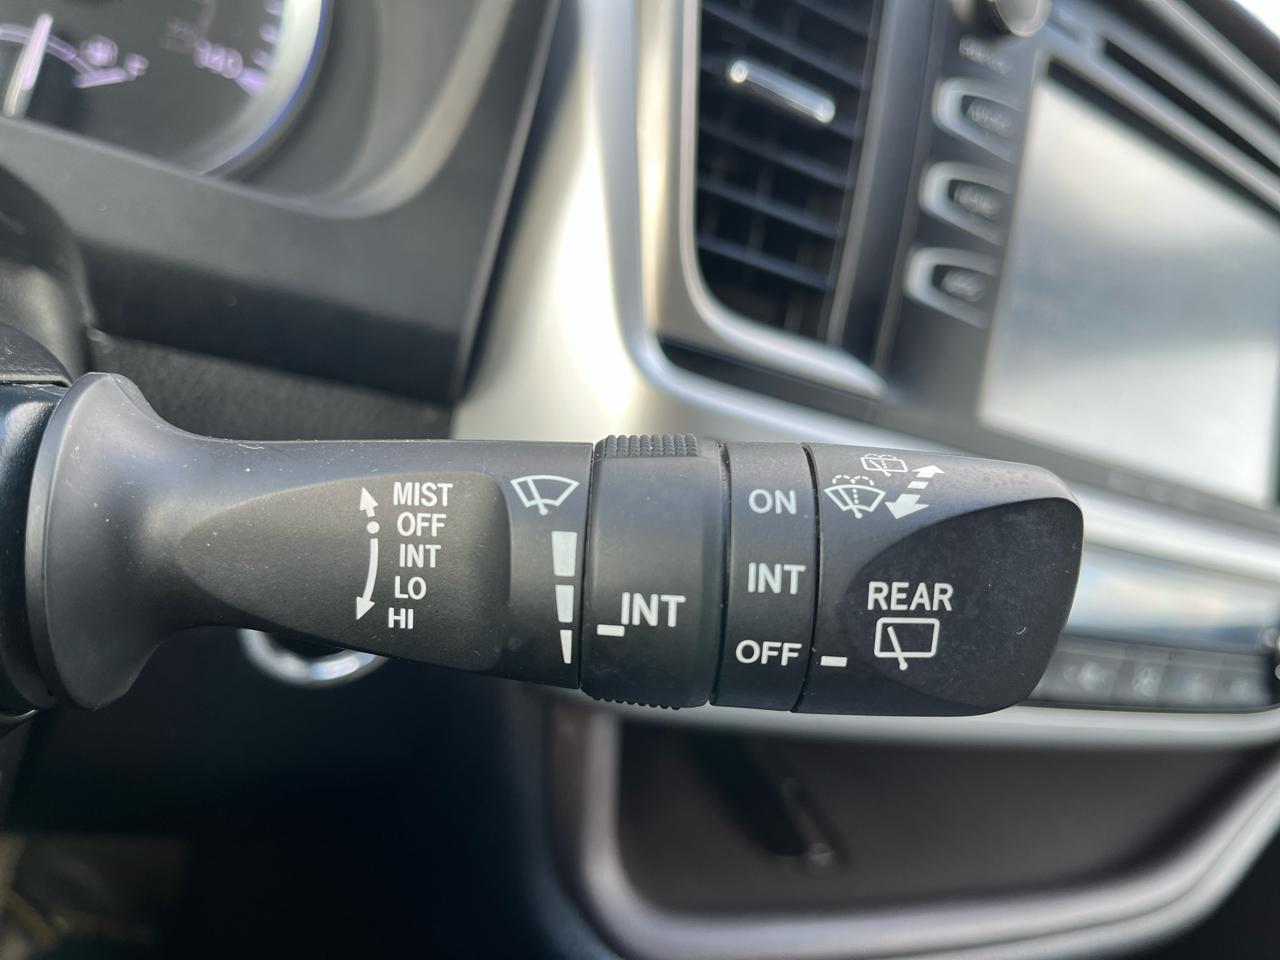 MIST
OFF
INT
LO
HI
INT
ON
INT
OFF
REAR
F